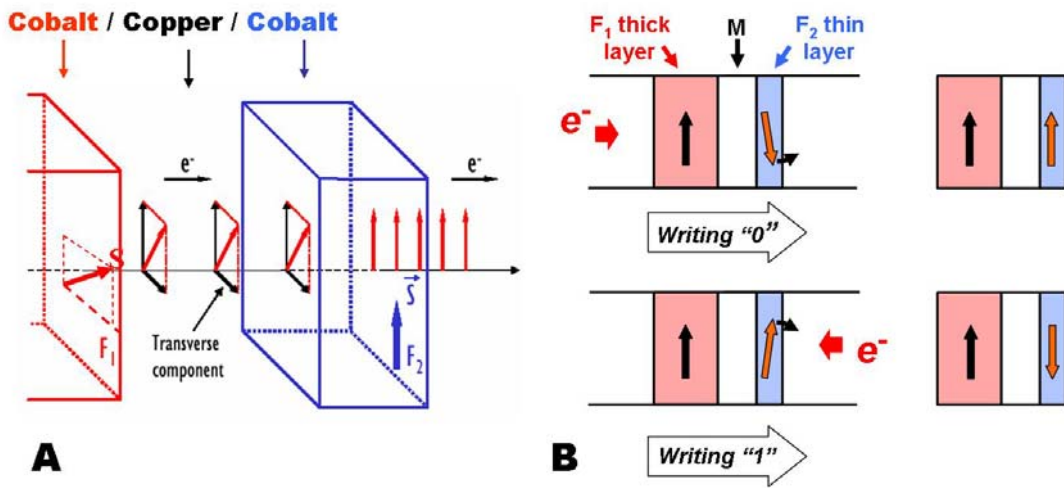 Cobalt / Copper / Cobalt
e-
e-
S
F1
Transverse
component
S
F2
A
F1 thick
layer
M
F2 thin
layer
e-
Writing “0”
e-
Writing “1”
B